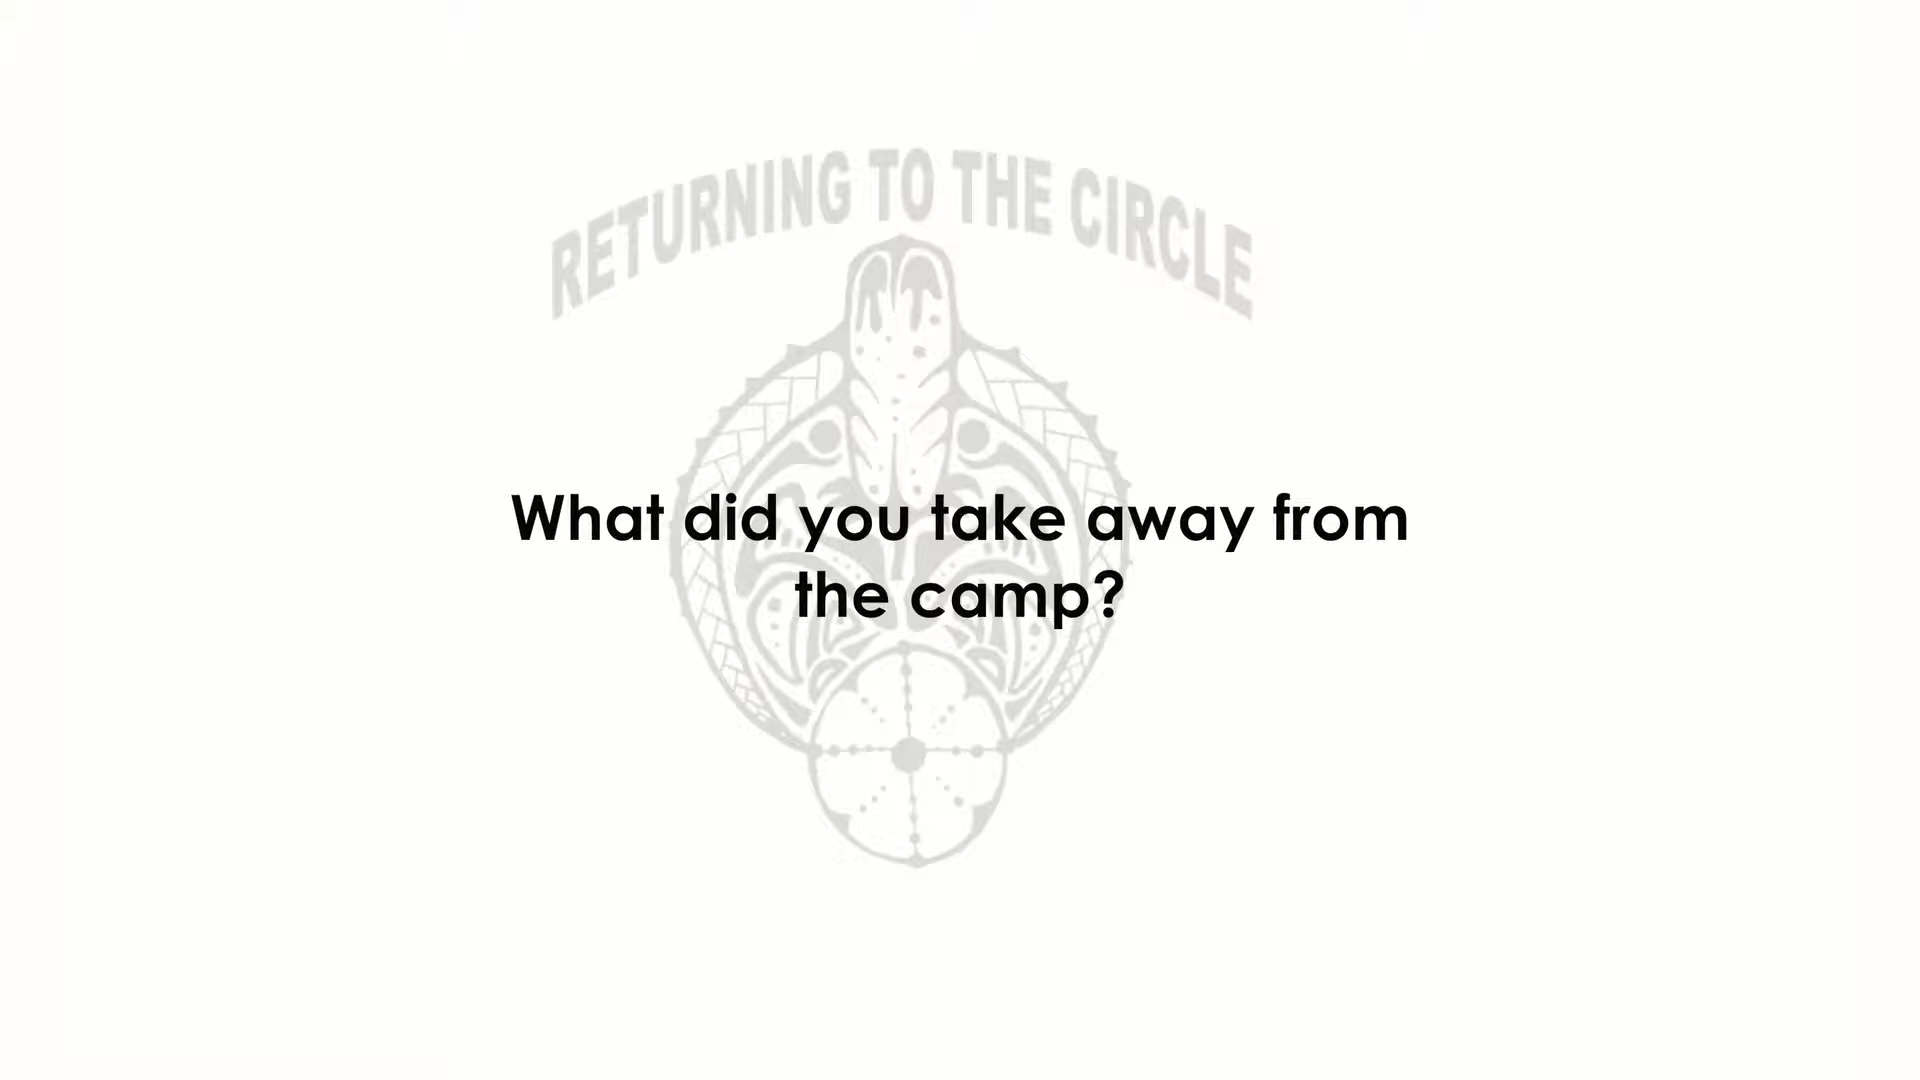 RETURNING TO THE CIRCLE
What did you take away from
the camp?